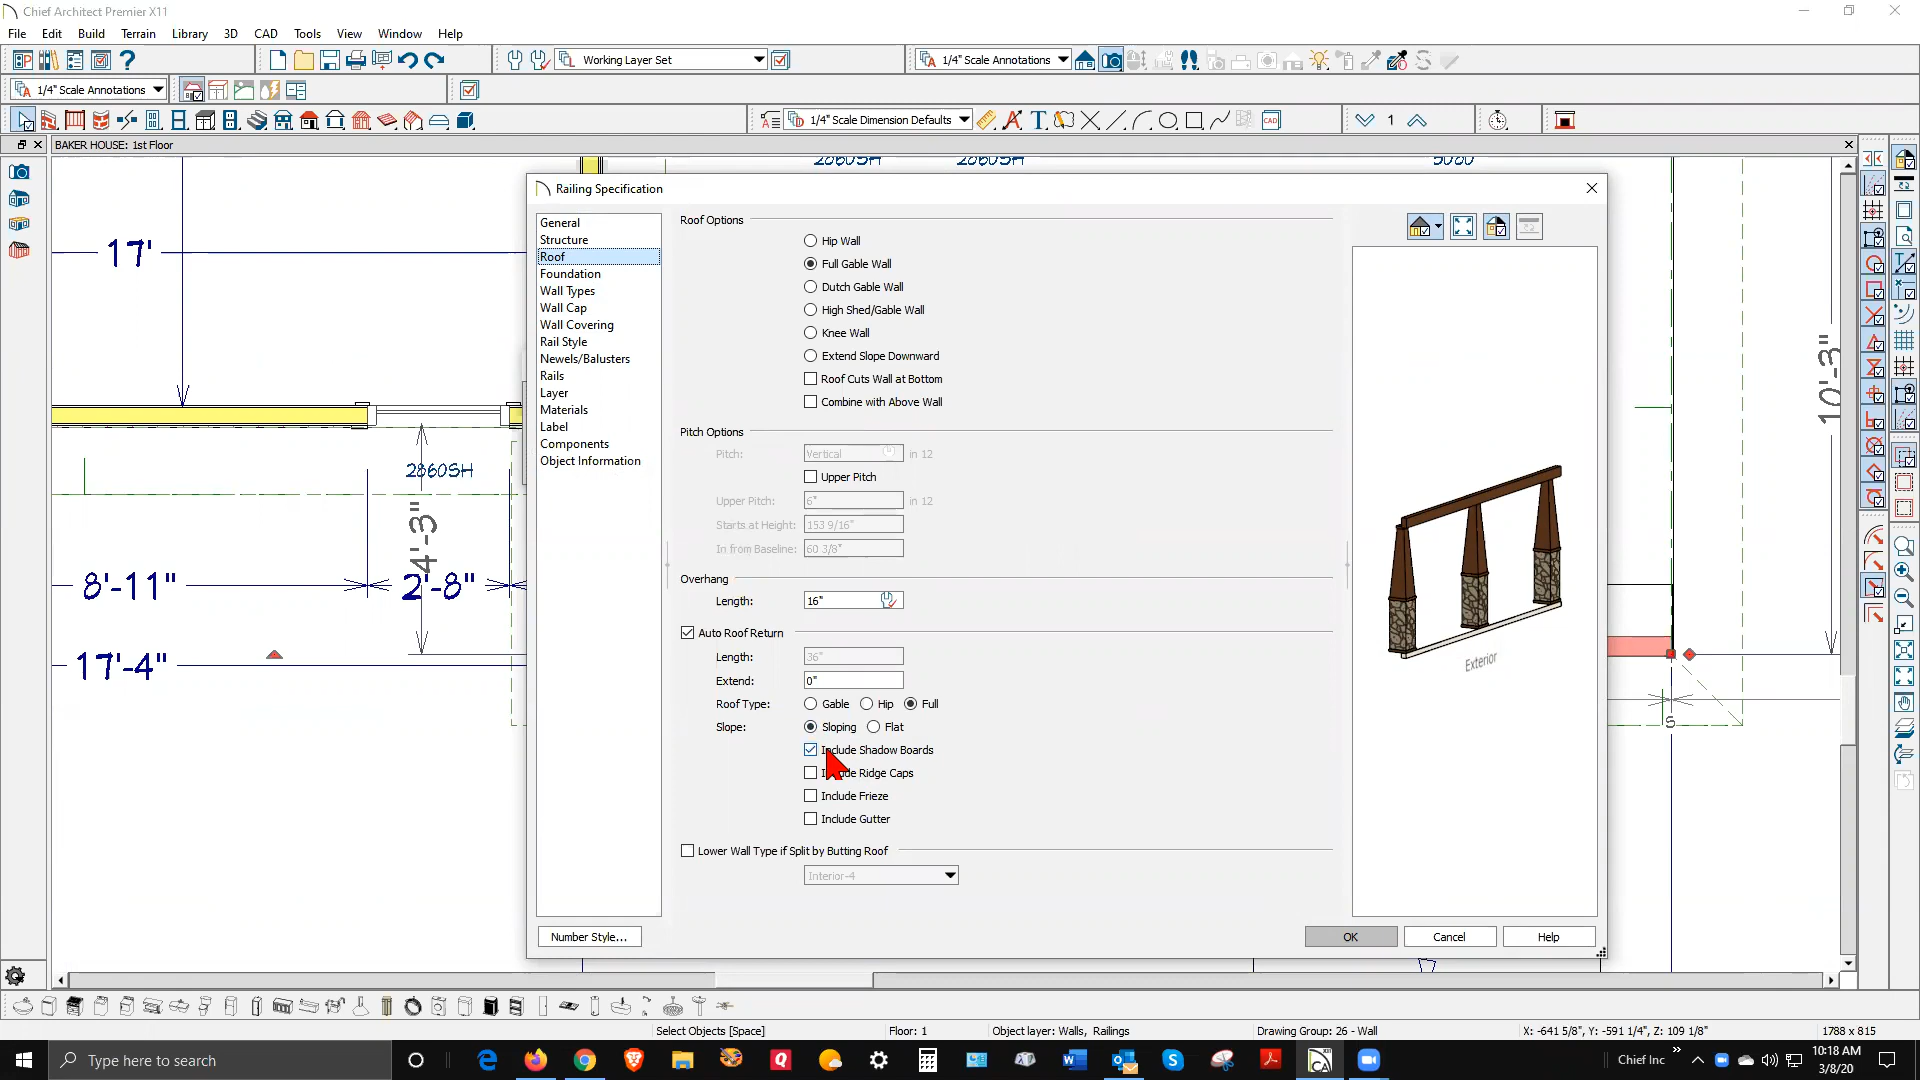 Chief Architect Premier X11
File Edit Build Terrain Library 3D CAD Tools View Window Help
Working Layer Set
1/4" Scale Annotations
1/4" Scale Annotations
1/4" Scale Dimension Defaults
CAD
1
BAKER HOUSE: 1st Floor
2860SH
2860SH
5080
17'
2860SH
4'-3"
8'-11"
2'-8"
17'-4"
10'-3"
S
Railing Specification
General
Structure
Roof
Foundation
Wall Types
Wall Cap
Wall Covering
Rail Style
Newels/Balusters
Rails
Layer
Materials
Label
Components
Object Information
Roof Options
Hip Wall
Full Gable Wall
Dutch Gable Wall
High Shed/Gable Wall
Knee Wall
Extend Slope Downward
Roof Cuts Wall at Bottom
Combine with Above Wall
Pitch Options
Pitch: Vertical in 12
Upper Pitch
Upper Pitch: 6" in 12
Starts at Height: 153 9/16"
In from Baseline: 60 3/8"
Overhang
Length: 16"
Auto Roof Return
Length: 36"
Extend: 0"
Roof Type: Gable Hip Full
Slope: Sloping Flat
Include Shadow Boards
Include Ridge Caps
Include Frieze
Include Gutter
Lower Wall Type if Split by Butting Roof
Interior-4
Exterior
Number Style...
OK Cancel Help
Select Objects [Space] Floor: 1 Object layer: Walls, Railings Drawing Group: 26 - Wall X: -641 5/8", Y: -591 1/4", Z: 109 1/8" 1788 x 815
Type here to search
Chief Inc
10:18 AM
3/8/20